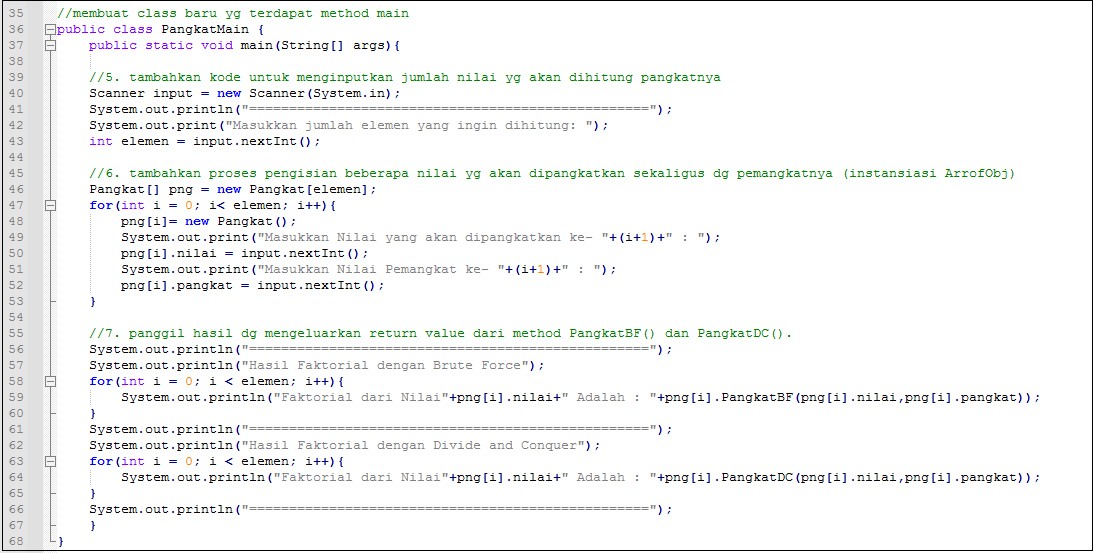 35 //membuat class baru yg terdapat method main
36 public class PangkatMain {
37 public static void main(String[] args){
38
39 //5. tambahkan kode untuk menginputkan jumlah nilai yg akan dihitung pangkatnya
40 Scanner input = new Scanner(System.in);
41 System.out.println("==================================================");
42 System.out.print("Masukkan jumlah elemen yang ingin dihitung: ");
43 int elemen = input.nextInt();
44
45 //6. tambahkan proses pengisian beberapa nilai yg akan dipangkatkan sekaligus dg pemangkatnya (instansiasi ArrofObj)
46 Pangkat[] png = new Pangkat[elemen];
47 for(int i = 0; i< elemen; i++){
48 png[i]= new Pangkat();
49 System.out.print("Masukkan Nilai yang akan dipangkatkan ke- "+(i+1)+" : ");
50 png[i].nilai = input.nextInt();
51 System.out.print("Masukkan Nilai Pemangkat ke- "+(i+1)+" : ");
52 png[i].pangkat = input.nextInt();
53 }
54
55 //7. panggil hasil dg mengeluarkan return value dari method PangkatBF() dan PangkatDC().
56 System.out.println("==================================================");
57 System.out.println("Hasil Faktorial dengan Brute Force");
58 for(int i = 0; i < elemen; i++){
59 System.out.println("Faktorial dari Nilai"+png[i].nilai+" Adalah : "+png[i].PangkatBF(png[i].nilai,png[i].pangkat));
60 }
61 System.out.println("==================================================");
62 System.out.println("Hasil Faktorial dengan Divide and Conquer");
63 for(int i = 0; i < elemen; i++){
64 System.out.println("Faktorial dari Nilai"+png[i].nilai+" Adalah : "+png[i].PangkatDC(png[i].nilai,png[i].pangkat));
65 }
66 System.out.println("==================================================");
67 }
68 }